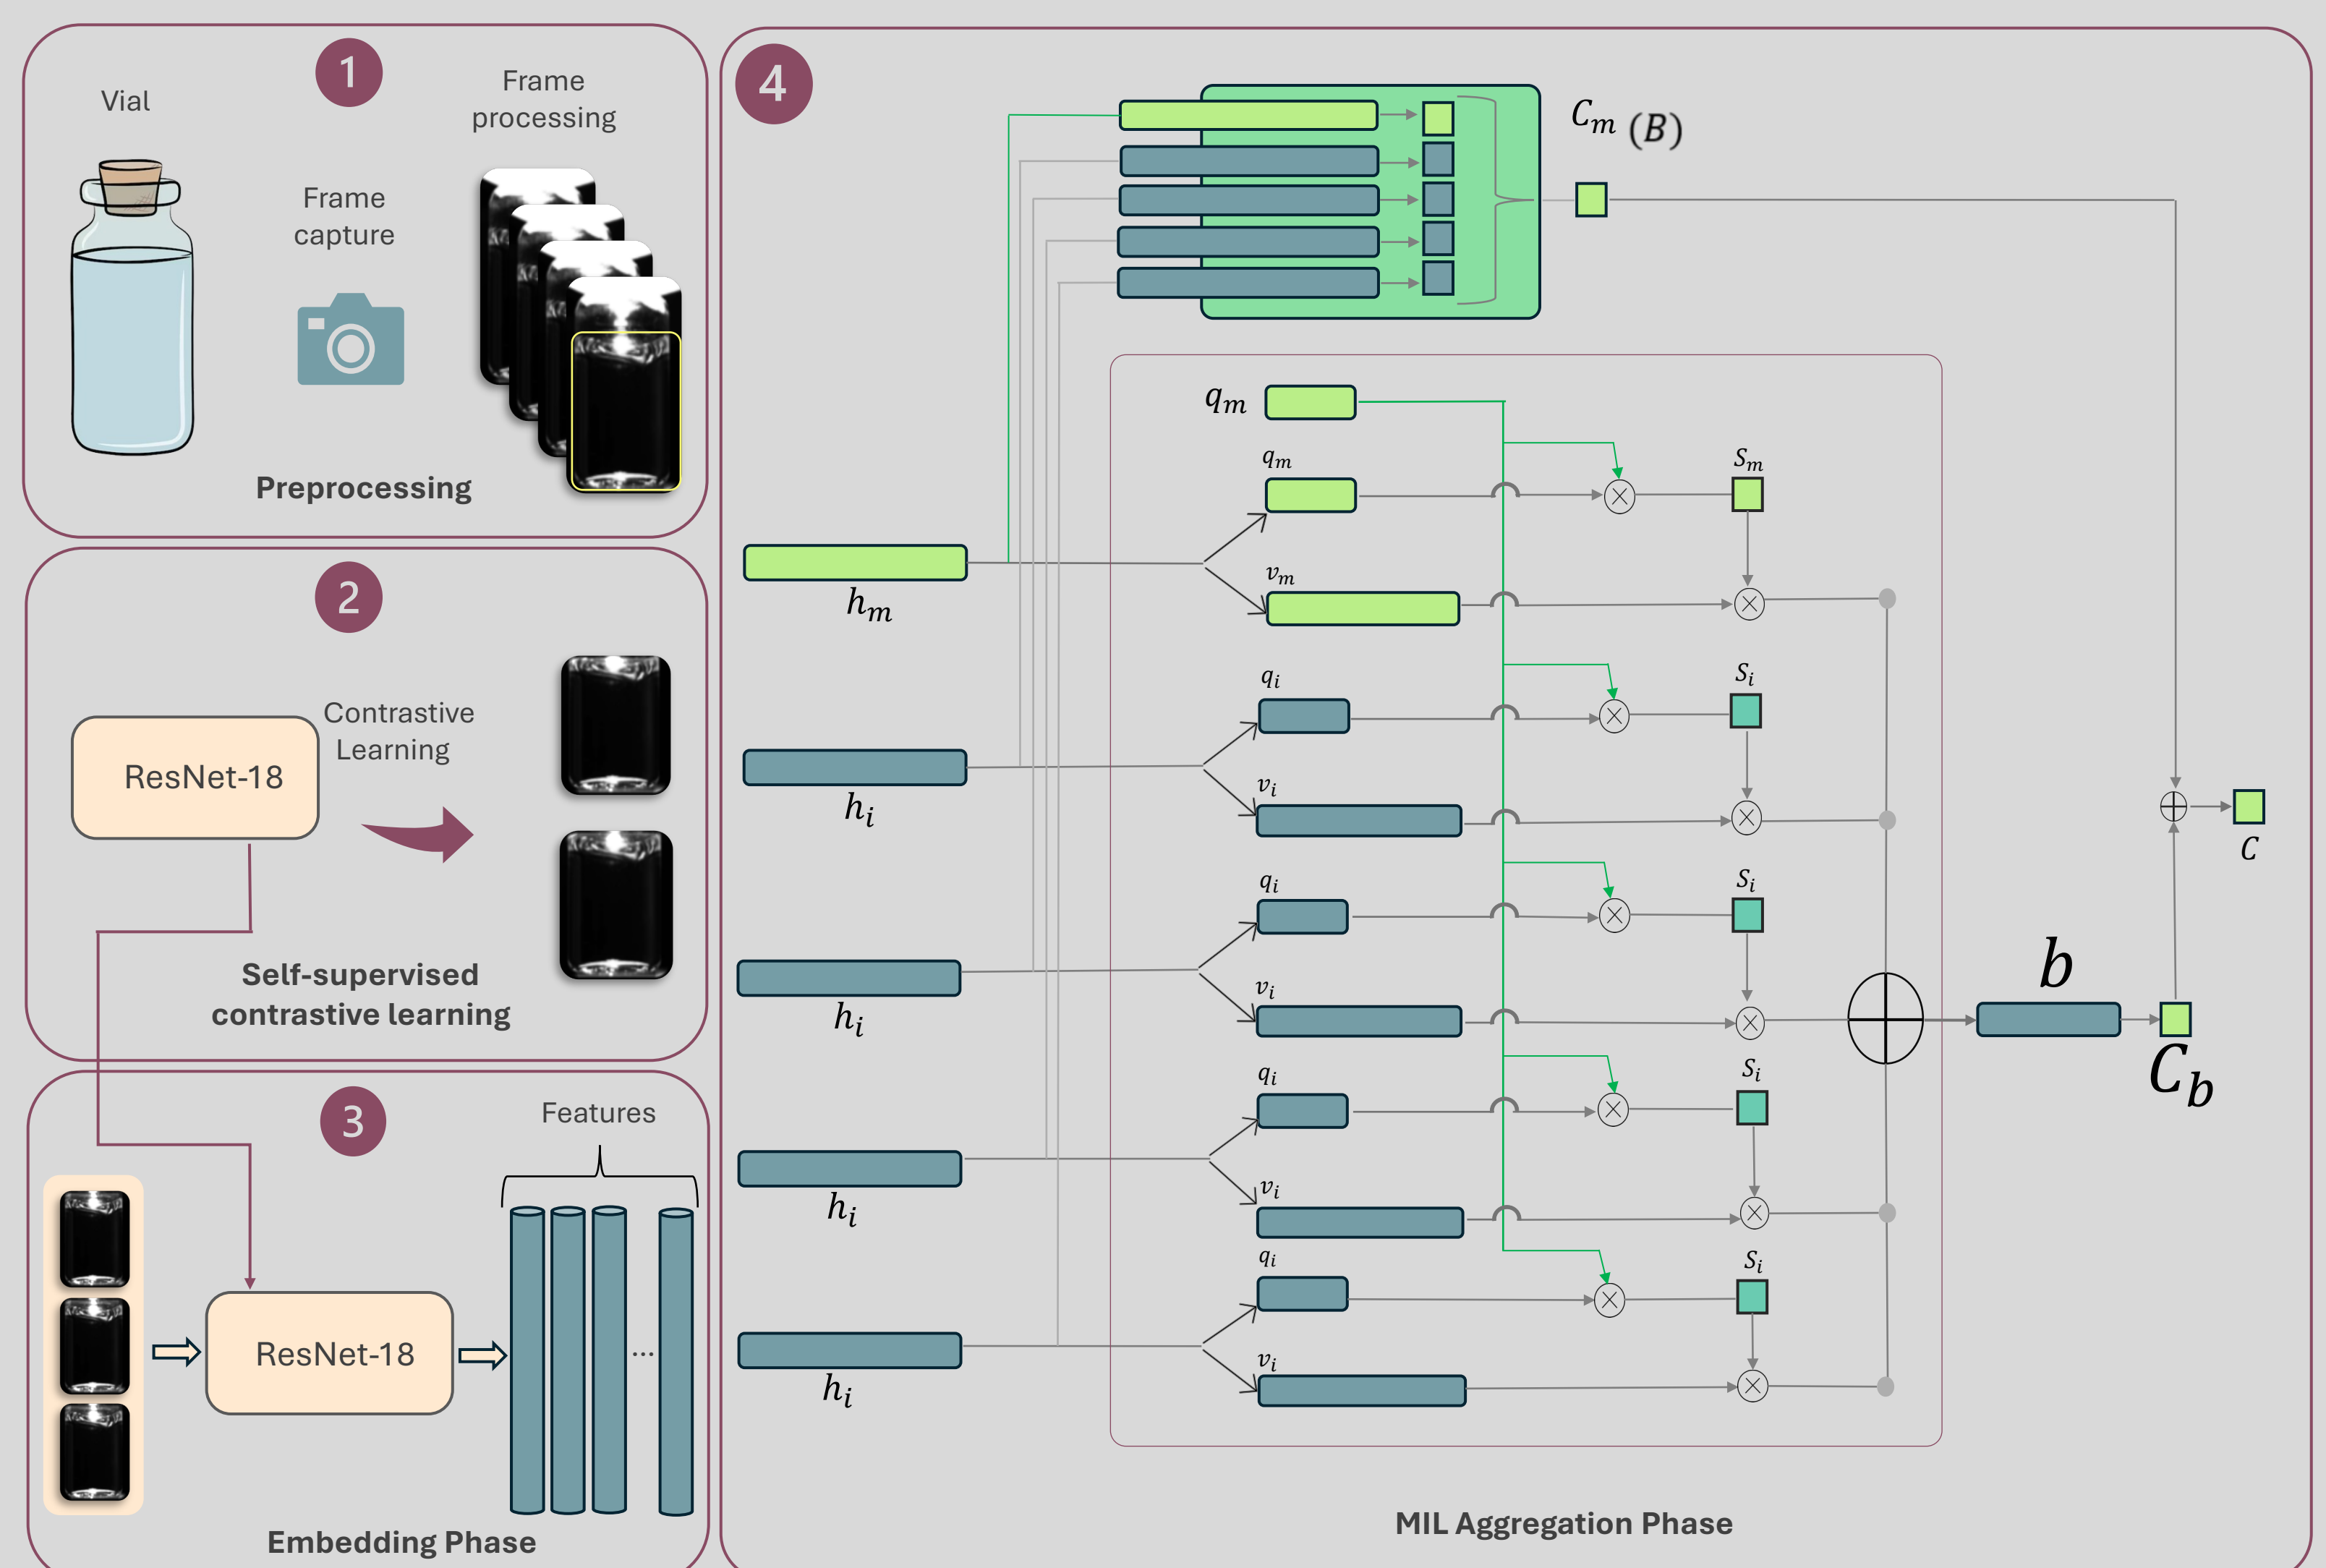 1
Vial
Frame
processing
Frame
capture
Preprocessing
2
ResNet-18
Contrastive
Learning
Self-supervised
contrastive learning
3
Features
ResNet-18
...
Embedding Phase
4
C_m (B)
q_m
q_m
S_m
h_m
v_m
q_i
S_i
h_i
v_i
q_i
S_i
h_i
v_i
q_i
S_i
h_i
v_i
q_i
S_i
h_i
v_i
b
C_b
C
MIL Aggregation Phase